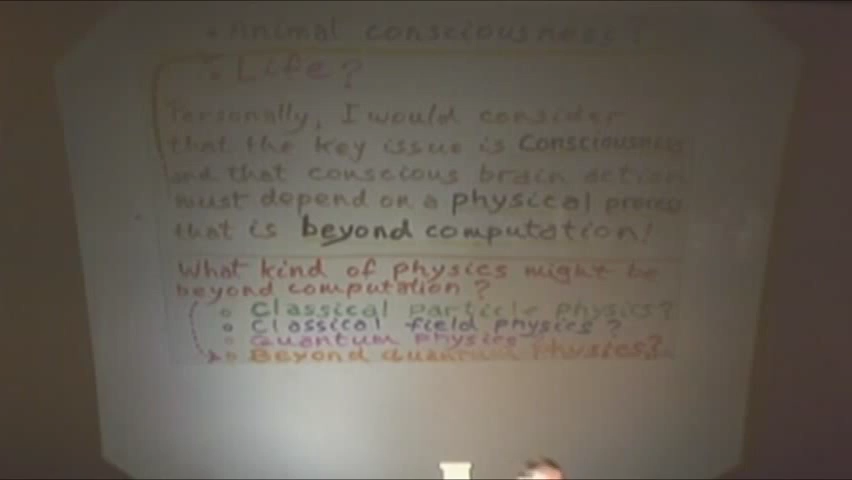 • Animal consciousness?
• Life?
Personally, I would consider
that the key issue is Consciousness
and that conscious brain action
must depend on a physical process
that is beyond computation!
What kind of physics might be
beyond computation?
• Classical particle physics?
• Classical field physics?
• Quantum physics
• Beyond quantum physics?